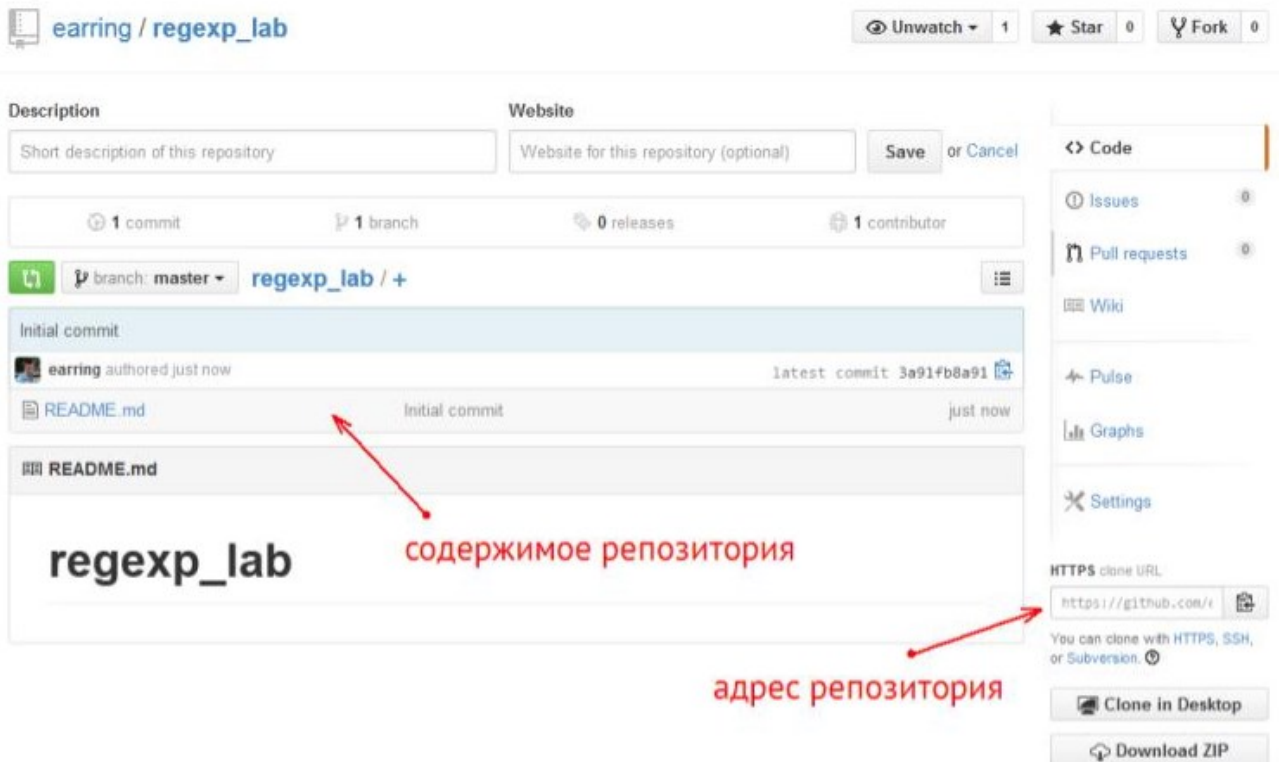 earring / regexp_lab
Unwatch 1 Star 0 Fork 0
Description Website
Short description of this repository Website for this repository (optional) Save or Cancel
1 commit 1 branch 0 releases 1 contributor
branch: master regexp_lab / +
Initial commit
earring authored just now latest commit 3a91fb8a91
README.md Initial commit just now
README.md
regexp_lab
содержимое репозитория
адрес репозитория
Code
Issues 0
Pull requests 0
Wiki
Pulse
Graphs
Settings
HTTPS clone URL
https://github.com/
You can clone with HTTPS, SSH,
or Subversion.
Clone in Desktop
Download ZIP